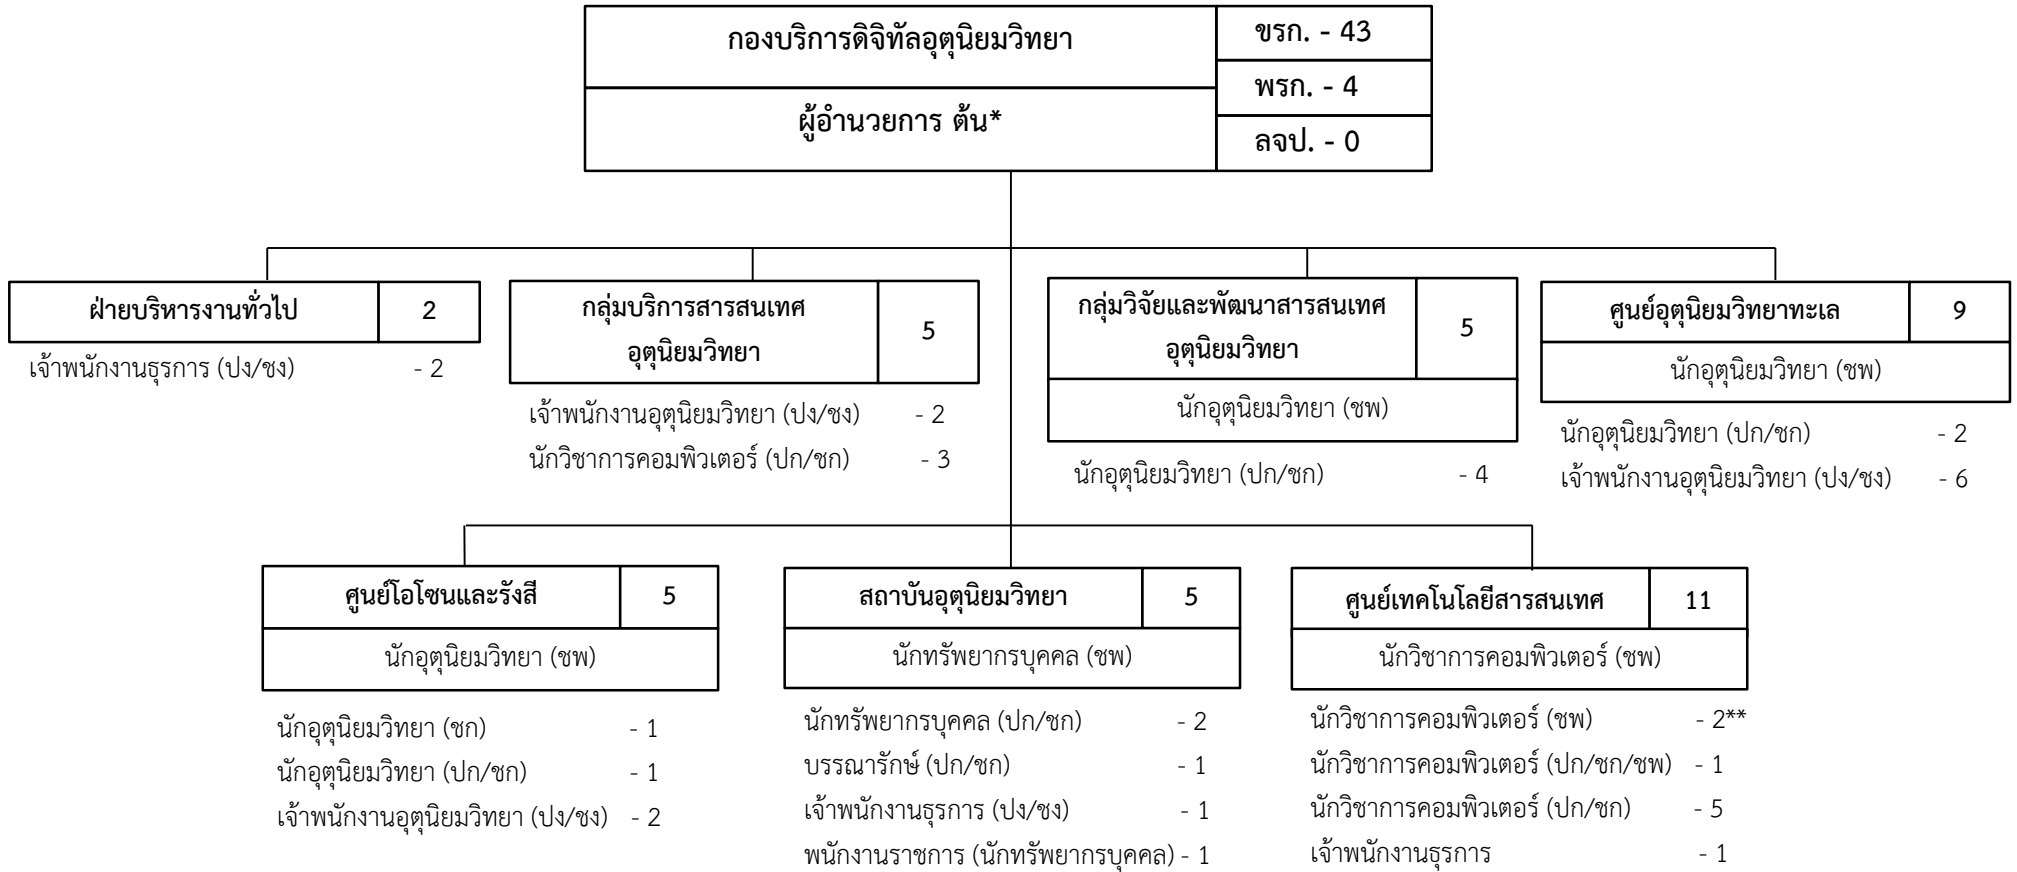 กองบริการดิจิทัลอุตุนิยมวิทยา
ขรก. - 43
พรก. - 4
ผู้อำนวยการ ต้น*
ลจป. - 0
ฝ่ายบริหารงานทั่วไป 2
เจ้าพนักงานธุรการ (ปง/ชง) - 2
กลุ่มบริการสารสนเทศ
อุตุนิยมวิทยา
5
เจ้าพนักงานอุตุนิยมวิทยา (ปง/ชง) - 2
นักวิชาการคอมพิวเตอร์ (ปก/ชก) - 3
กลุ่มวิจัยและพัฒนาสารสนเทศ
อุตุนิยมวิทยา
5
นักอุตุนิยมวิทยา (ชพ)
นักอุตุนิยมวิทยา (ปก/ชก) - 4
ศูนย์อุตุนิยมวิทยาทะเล 9
นักอุตุนิยมวิทยา (ชพ)
นักอุตุนิยมวิทยา (ปก/ชก) - 2
เจ้าพนักงานอุตุนิยมวิทยา (ปง/ชง) - 6
ศูนย์โอโซนและรังสี 5
นักอุตุนิยมวิทยา (ชพ)
นักอุตุนิยมวิทยา (ชก) - 1
นักอุตุนิยมวิทยา (ปก/ชก) - 1
เจ้าพนักงานอุตุนิยมวิทยา (ปง/ชง) - 2
สถาบันอุตุนิยมวิทยา 5
นักทรัพยากรบุคคล (ชพ)
นักทรัพยากรบุคคล (ปก/ชก) - 2
บรรณารักษ์ (ปก/ชก) - 1
เจ้าพนักงานธุรการ (ปง/ชง) - 1
พนักงานราชการ (นักทรัพยากรบุคคล) - 1
ศูนย์เทคโนโลยีสารสนเทศ 11
นักวิชาการคอมพิวเตอร์ (ชพ)
นักวิชาการคอมพิวเตอร์ (ชพ) - 2**
นักวิชาการคอมพิวเตอร์ (ปก/ชก/ชพ) - 1
นักวิชาการคอมพิวเตอร์ (ปก/ชก) - 5
เจ้าพนักงานธุรการ - 1